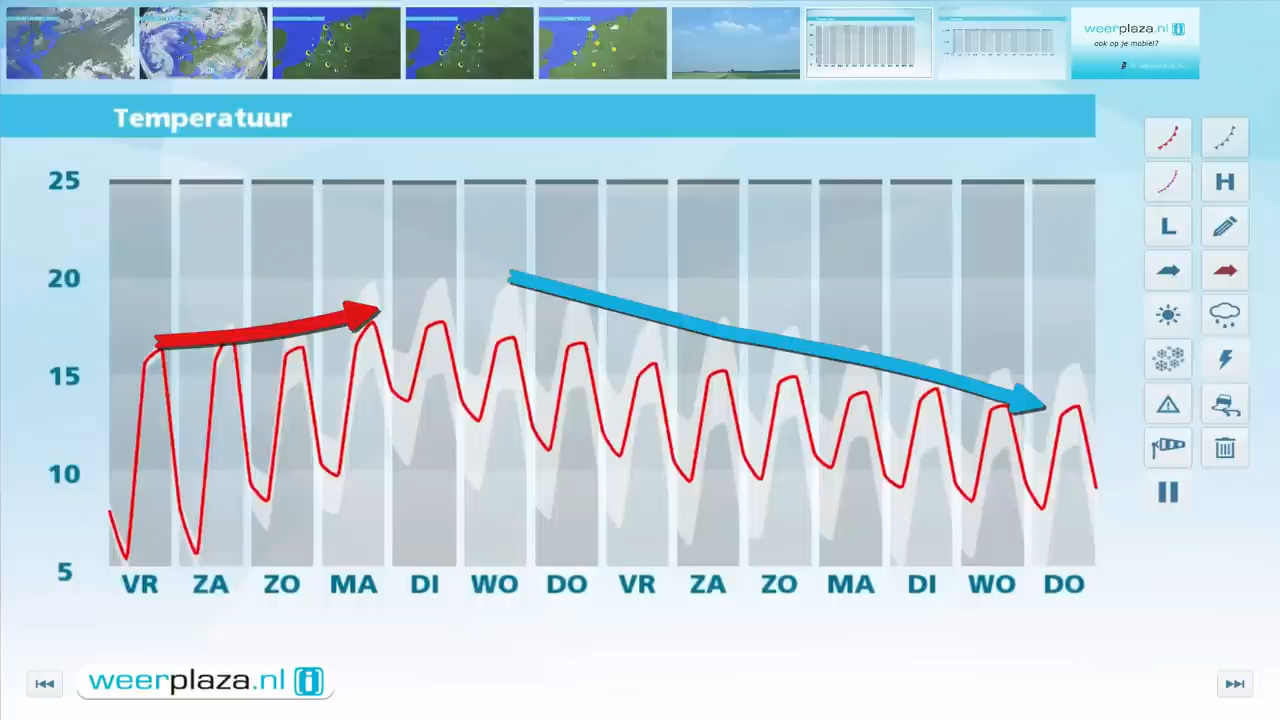 weerplaza.nl
ook op je mobiel?
Temperatuur
H
L
25
20
15
10
5
VR ZA ZO MA DI WO DO VR ZA ZO MA DI WO DO
weerplaza.nl